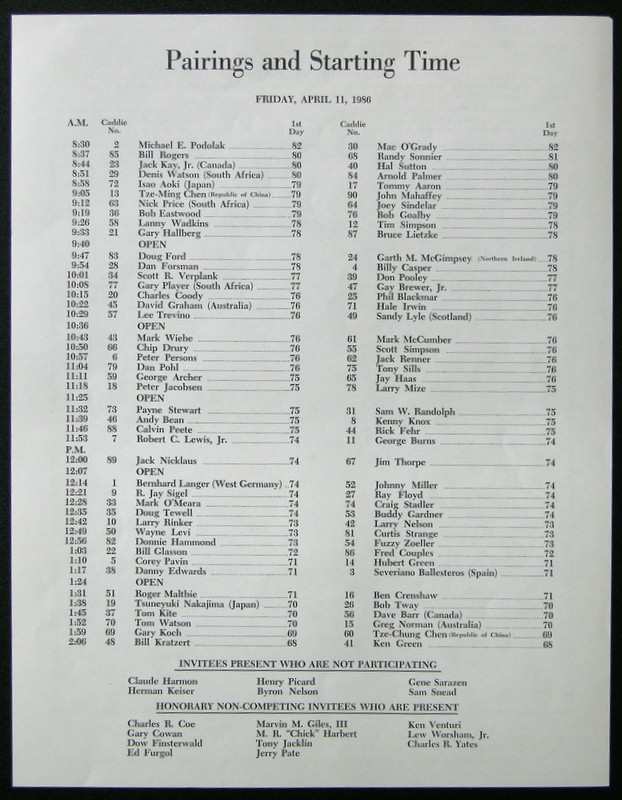 Pairings and Starting Time
FRIDAY, APRIL 11, 1986
A.M. Caddie No. 1st Day Caddie No. 1st Day
8:30 2 Michael E. Podolak 82 30 Mac O'Grady 82
8:37 85 Bill Rogers 80 68 Randy Sonnier 81
8:44 23 Jack Kay, Jr. (Canada) 80 40 Hal Sutton 80
8:51 29 Denis Watson (South Africa) 80 84 Arnold Palmer 80
8:58 72 Isao Aoki (Japan) 79 17 Tommy Aaron 79
9:05 13 Tze-Ming Chen (Republic of China) 79 90 John Mahaffey 79
9:12 63 Nick Price (South Africa) 79 64 Joey Sindelar 79
9:19 36 Bob Eastwood 79 76 Bob Goalby 79
9:26 58 Lanny Wadkins 78 12 Tim Simpson 78
9:33 21 Gary Hallberg 78 87 Bruce Lietzke 78
9:40 OPEN
9:47 83 Doug Ford 78 24 Garth M. McGimpsey (Northern Ireland) 78
9:54 28 Dan Forsman 78 4 Billy Casper 78
10:01 34 Scott R. Verplank 77 39 Don Pooley 77
10:08 77 Gary Player (South Africa) 77 47 Gay Brewer, Jr. 77
10:15 20 Charles Coody 76 25 Phil Blackmar 76
10:22 45 David Graham (Australia) 76 71 Hale Irwin 76
10:29 57 Lee Trevino 76 49 Sandy Lyle (Scotland) 76
10:36 OPEN
10:43 43 Mark Wiebe 76 61 Mark McCumber 76
10:50 66 Chip Drury 76 55 Scott Simpson 76
10:57 6 Peter Persons 76 62 Jack Renner 76
11:04 79 Dan Pohl 76 75 Tony Sills 76
11:11 59 George Archer 75 65 Jay Haas 76
11:18 18 Peter Jacobsen 75 78 Larry Mize 75
11:25 OPEN
11:32 73 Payne Stewart 75 31 Sam W. Randolph 75
11:39 46 Andy Bean 75 8 Kenny Knox 75
11:46 88 Calvin Peete 75 44 Rick Fehr 75
11:53 7 Robert C. Lewis, Jr. 74 11 George Burns 74
P.M.
12:00 89 Jack Nicklaus 74 67 Jim Thorpe 74
12:07 OPEN
12:14 1 Bernhard Langer (West Germany) 74 52 Johnny Miller 74
12:21 9 R. Jay Sigel 74 27 Ray Floyd 74
12:28 33 Mark O'Meara 74 74 Craig Stadler 74
12:35 35 Doug Tewell 74 53 Buddy Gardner 74
12:42 10 Larry Rinker 73 42 Larry Nelson 73
12:49 50 Wayne Levi 73 81 Curtis Strange 73
12:56 82 Donnie Hammond 73 54 Fuzzy Zoeller 73
1:03 22 Bill Glasson 72 86 Fred Couples 72
1:10 5 Corey Pavin 71 14 Hubert Green 71
1:17 38 Danny Edwards 71 3 Severiano Ballesteros (Spain) 71
1:24 OPEN
1:31 51 Roger Maltbie 71 16 Ben Crenshaw 71
1:38 19 Tsuneyuki Nakajima (Japan) 70 26 Bob Tway 70
1:45 37 Tom Kite 70 56 Dave Barr (Canada) 70
1:52 70 Tom Watson 70 15 Greg Norman (Australia) 70
1:59 69 Gary Koch 69 60 Tze-Chung Chen (Republic of China) 69
2:06 48 Bill Kratzert 68 41 Ken Green 68
INVITEES PRESENT WHO ARE NOT PARTICIPATING
Claude Harmon Henry Picard Gene Sarazen
Herman Keiser Byron Nelson Sam Snead
HONORARY NON-COMPETING INVITEES WHO ARE PRESENT
Charles R. Coe Marvin M. Giles, III Ken Venturi
Gary Cowan M. R. "Chick" Harbert Lew Worsham, Jr.
Dow Finsterwald Tony Jacklin Charles R. Yates
Ed Furgol Jerry Pate